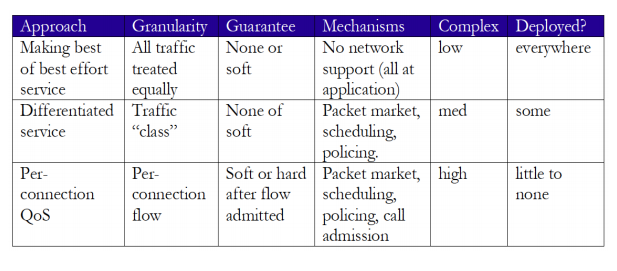 Approach Granularity Guarantee Mechanisms Complex Deployed?
Making best All traffic None or No network low everywhere
of best effort treated soft support (all at
service equally application)
Differentiated Traffic None of Packet market, med some
service “class” soft scheduling,
policing.
Per- Per- Soft or hard Packet market, high little to
connection connection after flow scheduling, none
QoS flow admitted policing, call
admission